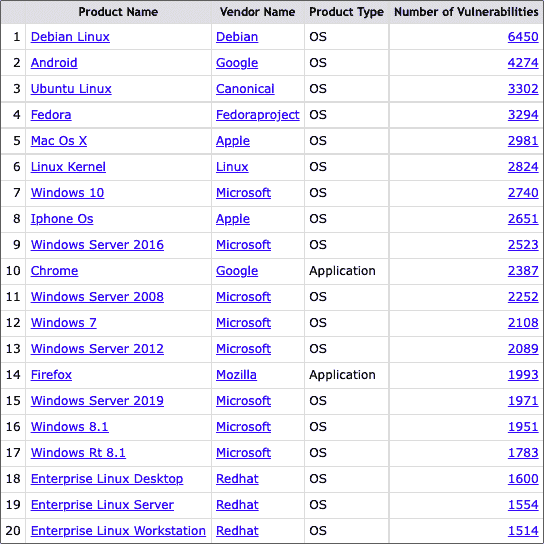 Product Name Vendor Name Product Type Number of Vulnerabilities
1 Debian Linux Debian OS 6450
2 Android Google OS 4274
3 Ubuntu Linux Canonical OS 3302
4 Fedora Fedoraproject OS 3294
5 Mac Os X Apple OS 2981
6 Linux Kernel Linux OS 2824
7 Windows 10 Microsoft OS 2740
8 Iphone Os Apple OS 2651
9 Windows Server 2016 Microsoft OS 2523
10 Chrome Google Application 2387
11 Windows Server 2008 Microsoft OS 2252
12 Windows 7 Microsoft OS 2108
13 Windows Server 2012 Microsoft OS 2089
14 Firefox Mozilla Application 1993
15 Windows Server 2019 Microsoft OS 1971
16 Windows 8.1 Microsoft OS 1951
17 Windows Rt 8.1 Microsoft OS 1783
18 Enterprise Linux Desktop Redhat OS 1600
19 Enterprise Linux Server Redhat OS 1554
20 Enterprise Linux Workstation Redhat OS 1514